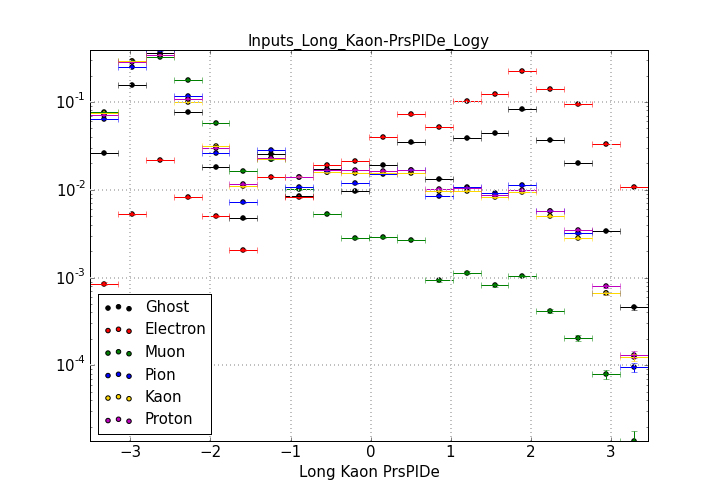 Inputs_Long_Kaon-PrsPIDe_Logy
10^-1
10^-2
10^-3
10^-4
Ghost
Electron
Muon
Pion
Kaon
Proton
−3 −2 −1 0 1 2 3
Long Kaon PrsPIDe